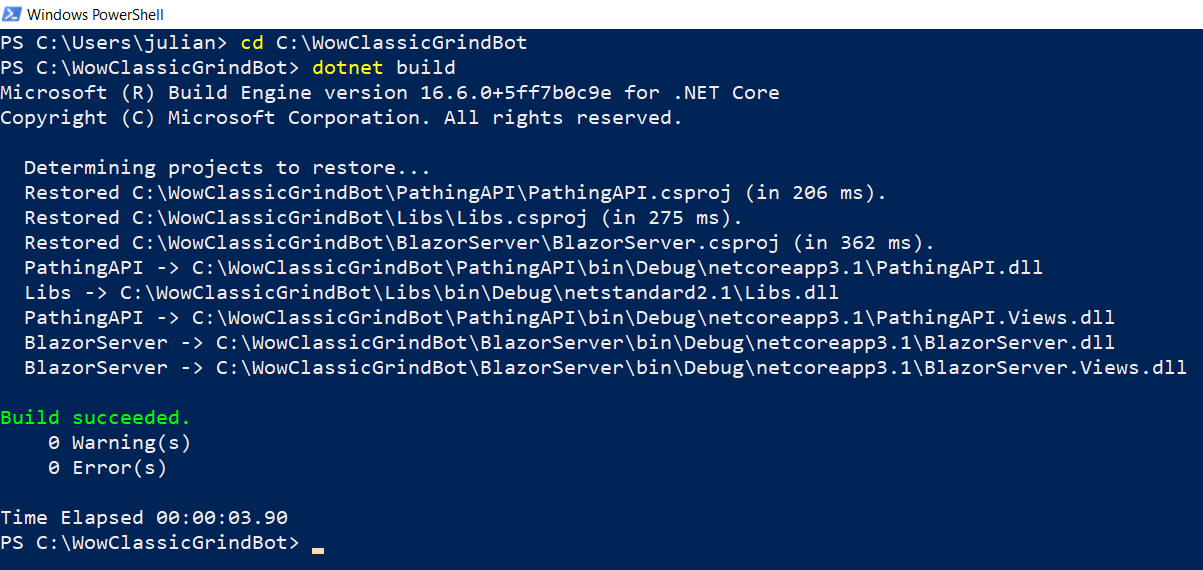 Windows PowerShell
PS C:\Users\julian> cd C:\WowClassicGrindBot
PS C:\WowClassicGrindBot> dotnet build
Microsoft (R) Build Engine version 16.6.0+5ff7b0c9e for .NET Core
Copyright (C) Microsoft Corporation. All rights reserved.
Determining projects to restore...
Restored C:\WowClassicGrindBot\PathingAPI\PathingAPI.csproj (in 206 ms).
Restored C:\WowClassicGrindBot\Libs\Libs.csproj (in 275 ms).
Restored C:\WowClassicGrindBot\BlazorServer\BlazorServer.csproj (in 362 ms).
PathingAPI -> C:\WowClassicGrindBot\PathingAPI\bin\Debug\netcoreapp3.1\PathingAPI.dll
Libs -> C:\WowClassicGrindBot\Libs\bin\Debug\netstandard2.1\Libs.dll
PathingAPI -> C:\WowClassicGrindBot\PathingAPI\bin\Debug\netcoreapp3.1\PathingAPI.Views.dll
BlazorServer -> C:\WowClassicGrindBot\BlazorServer\bin\Debug\netcoreapp3.1\BlazorServer.dll
BlazorServer -> C:\WowClassicGrindBot\BlazorServer\bin\Debug\netcoreapp3.1\BlazorServer.Views.dll
Build succeeded.
0 Warning(s)
0 Error(s)
Time Elapsed 00:00:03.90
PS C:\WowClassicGrindBot>